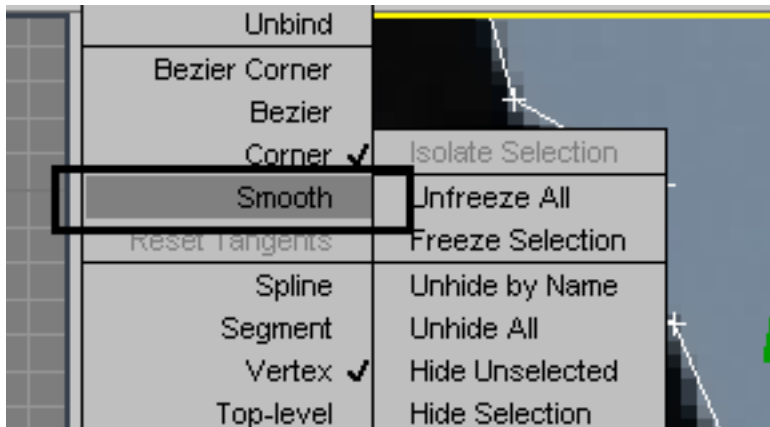 Unbind
Bezier Corner
Bezier
Corner
Smooth
Reset Tangents
Spline
Segment
Vertex
Top-level
Isolate Selection
Unfreeze All
Freeze Selection
Unhide by Name
Unhide All
Hide Unselected
Hide Selection